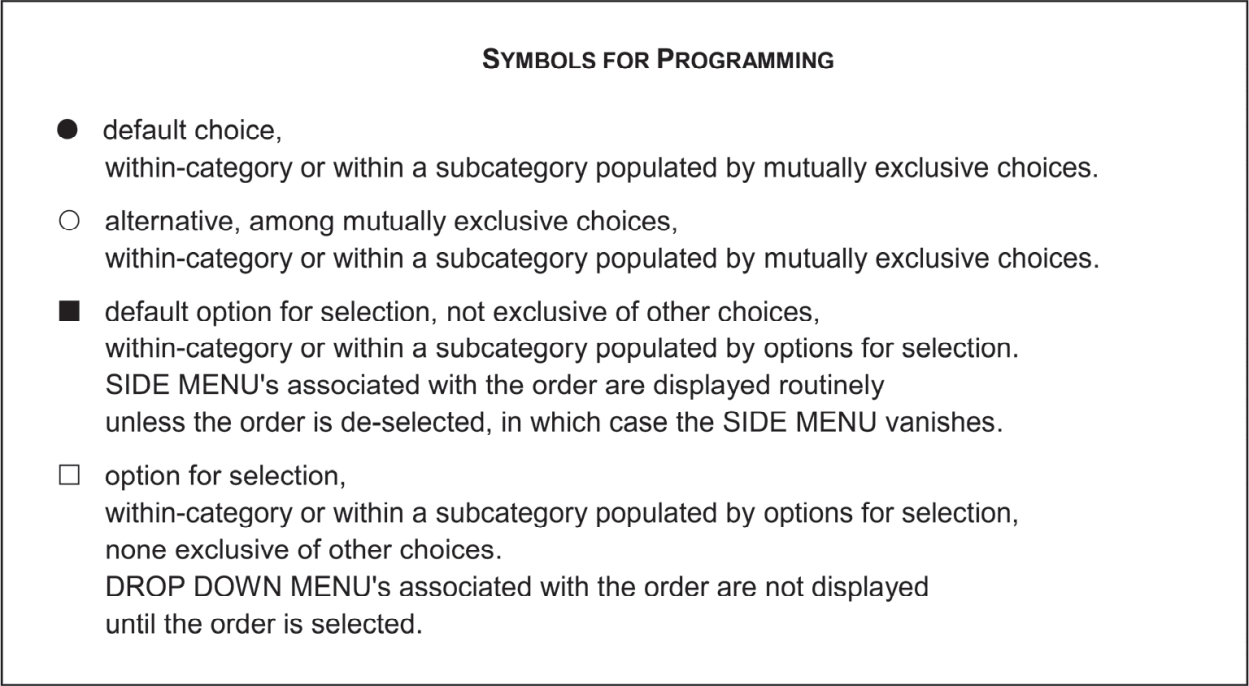 SYMBOLS FOR PROGRAMMING
● default choice,
within-category or within a subcategory populated by mutually exclusive choices.
○ alternative, among mutually exclusive choices,
within-category or within a subcategory populated by mutually exclusive choices.
■ default option for selection, not exclusive of other choices,
within-category or within a subcategory populated by options for selection.
SIDE MENU's associated with the order are displayed routinely
unless the order is de-selected, in which case the SIDE MENU vanishes.
□ option for selection,
within-category or within a subcategory populated by options for selection,
none exclusive of other choices.
DROP DOWN MENU's associated with the order are not displayed
until the order is selected.